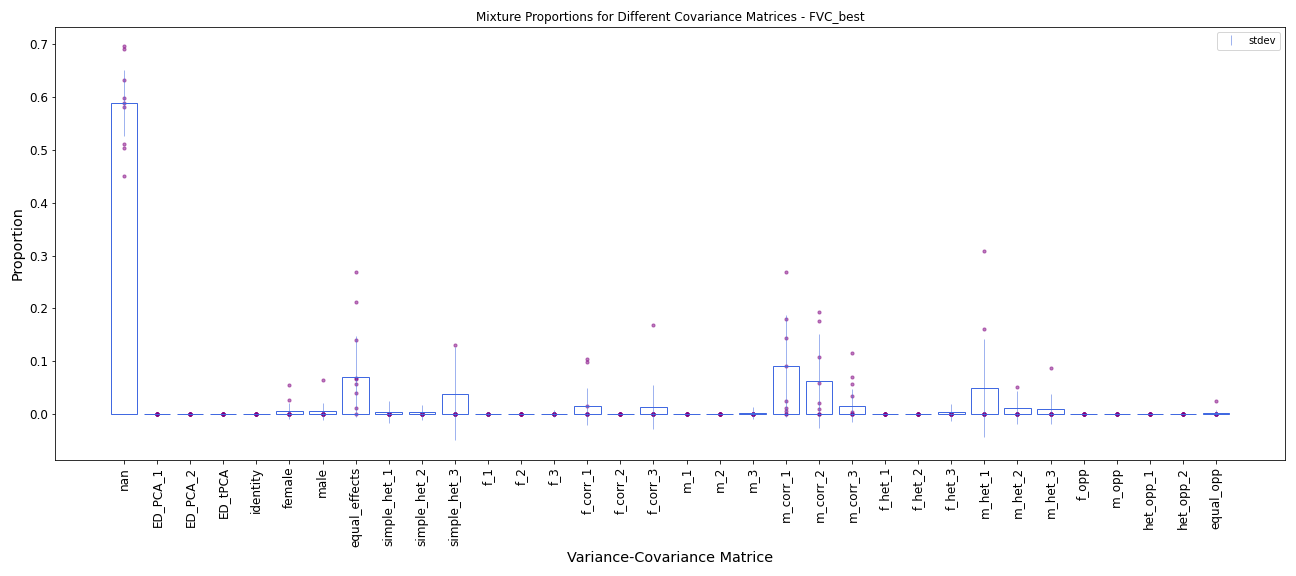 Mixture Proportions for Different Covariance Matrices - FVC_best
stdev
Proportion
0.7
0.6
0.5
0.4
0.3
0.2
0.1
0.0
nan
ED_PCA_1
ED_PCA_2
ED_tPCA
identity
female
male
equal_effects
simple_het_1
simple_het_2
simple_het_3
f_1
f_2
f_3
f_corr_1
f_corr_2
f_corr_3
m_1
m_2
m_3
m_corr_1
m_corr_2
m_corr_3
f_het_1
f_het_2
f_het_3
m_het_1
m_het_2
m_het_3
f_opp
m_opp
het_opp_1
het_opp_2
equal_opp
Variance-Covariance Matrice